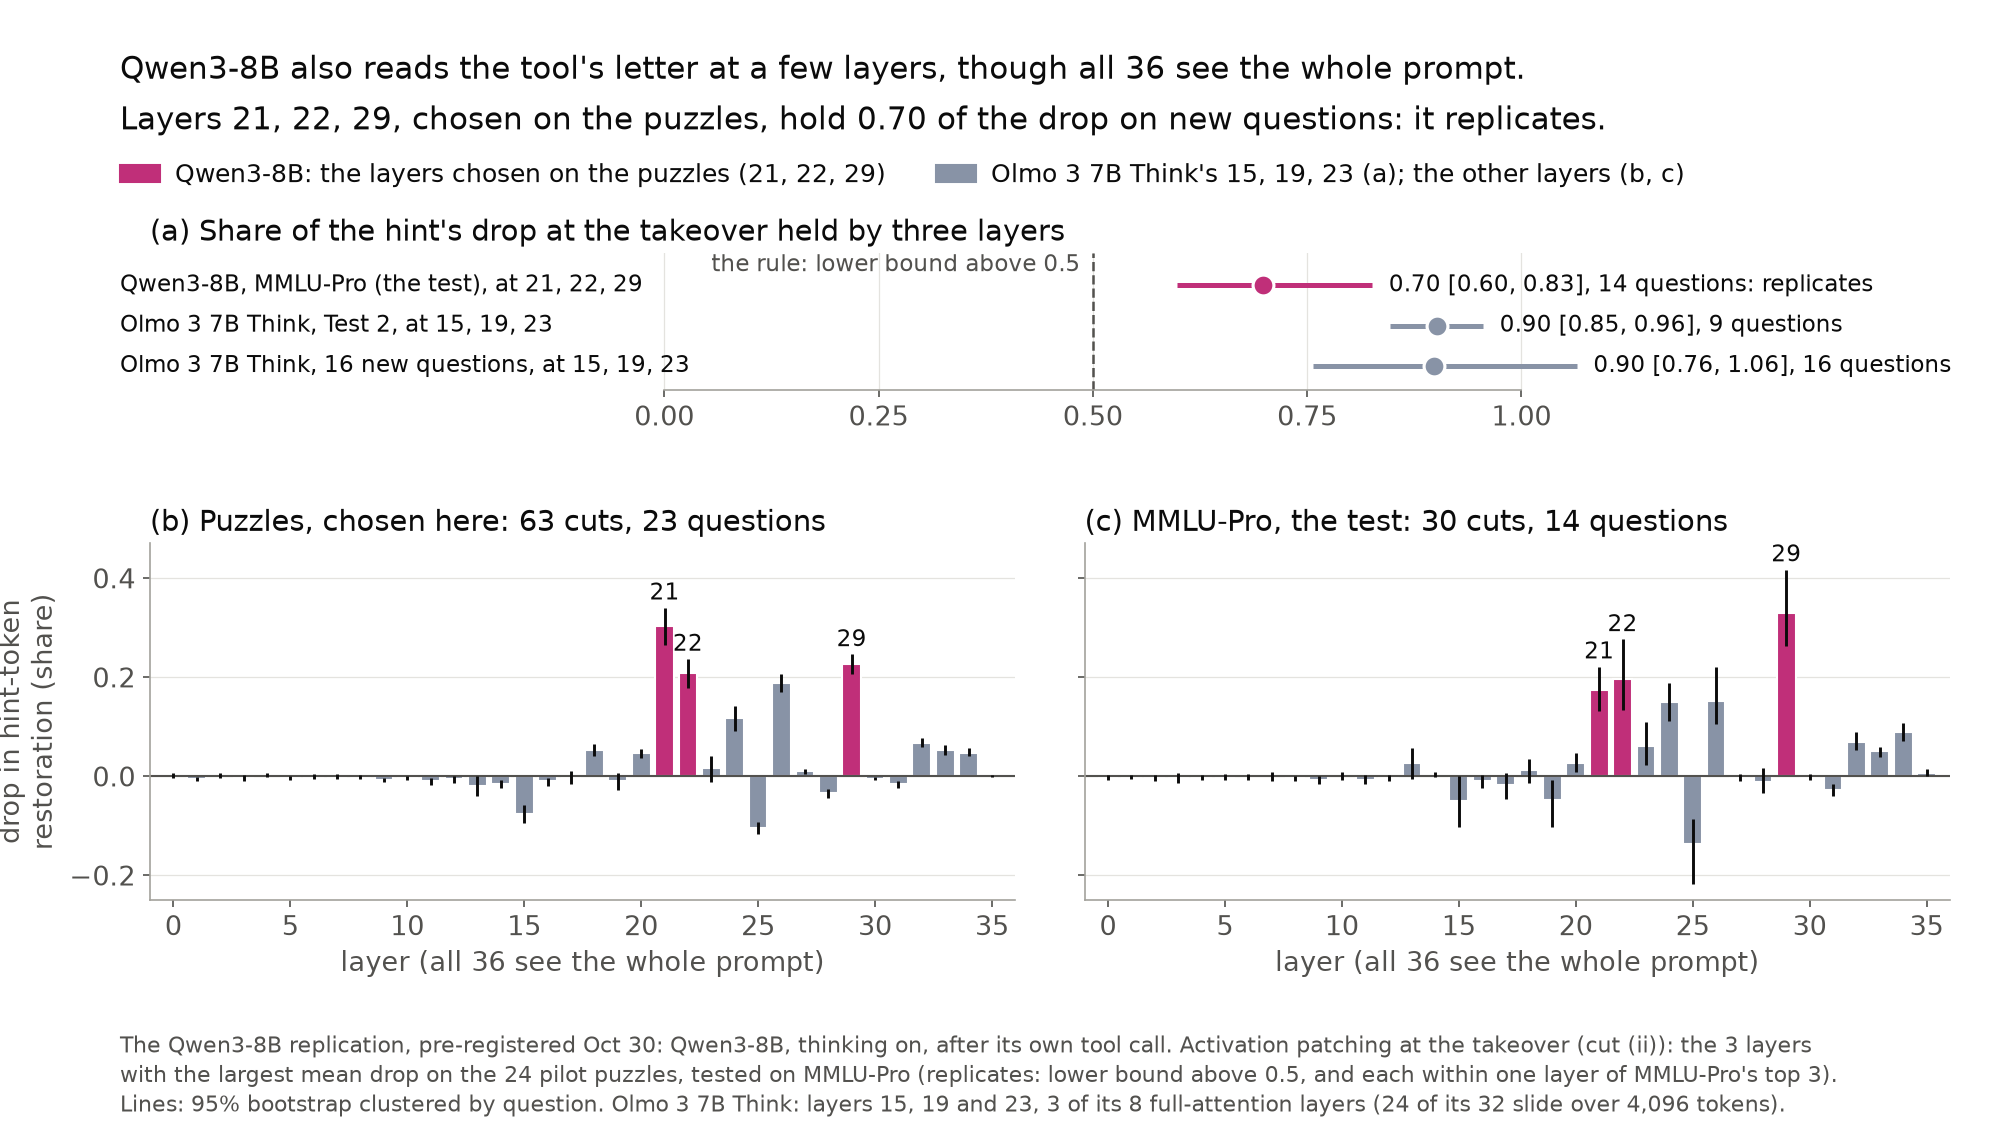 Qwen3-8B also reads the tool's letter at a few layers, though all 36 see the whole prompt.
Layers 21, 22, 29, chosen on the puzzles, hold 0.70 of the drop on new questions: it replicates.
Qwen3-8B: the layers chosen on the puzzles (21, 22, 29)
Olmo 3 7B Think's 15, 19, 23 (a); the other layers (b, c)
(a) Share of the hint's drop at the takeover held by three layers
the rule: lower bound above 0.5
Qwen3-8B, MMLU-Pro (the test), at 21, 22, 29
0.70 [0.60, 0.83], 14 questions: replicates
Olmo 3 7B Think, Test 2, at 15, 19, 23
0.90 [0.85, 0.96], 9 questions
Olmo 3 7B Think, 16 new questions, at 15, 19, 23
0.90 [0.76, 1.06], 16 questions
0.00 0.25 0.50 0.75 1.00
(b) Puzzles, chosen here: 63 cuts, 23 questions
drop in hint-token
restoration (share)
0.4
0.2
0.0
−0.2
21
22
29
0 5 10 15 20 25 30 35
layer (all 36 see the whole prompt)
(c) MMLU-Pro, the test: 30 cuts, 14 questions
29
22
21
0 5 10 15 20 25 30 35
layer (all 36 see the whole prompt)
The Qwen3-8B replication, pre-registered Oct 30: Qwen3-8B, thinking on, after its own tool call. Activation patching at the takeover (cut (ii)): the 3 layers
with the largest mean drop on the 24 pilot puzzles, tested on MMLU-Pro (replicates: lower bound above 0.5, and each within one layer of MMLU-Pro's top 3).
Lines: 95% bootstrap clustered by question. Olmo 3 7B Think: layers 15, 19 and 23, 3 of its 8 full-attention layers (24 of its 32 slide over 4,096 tokens).